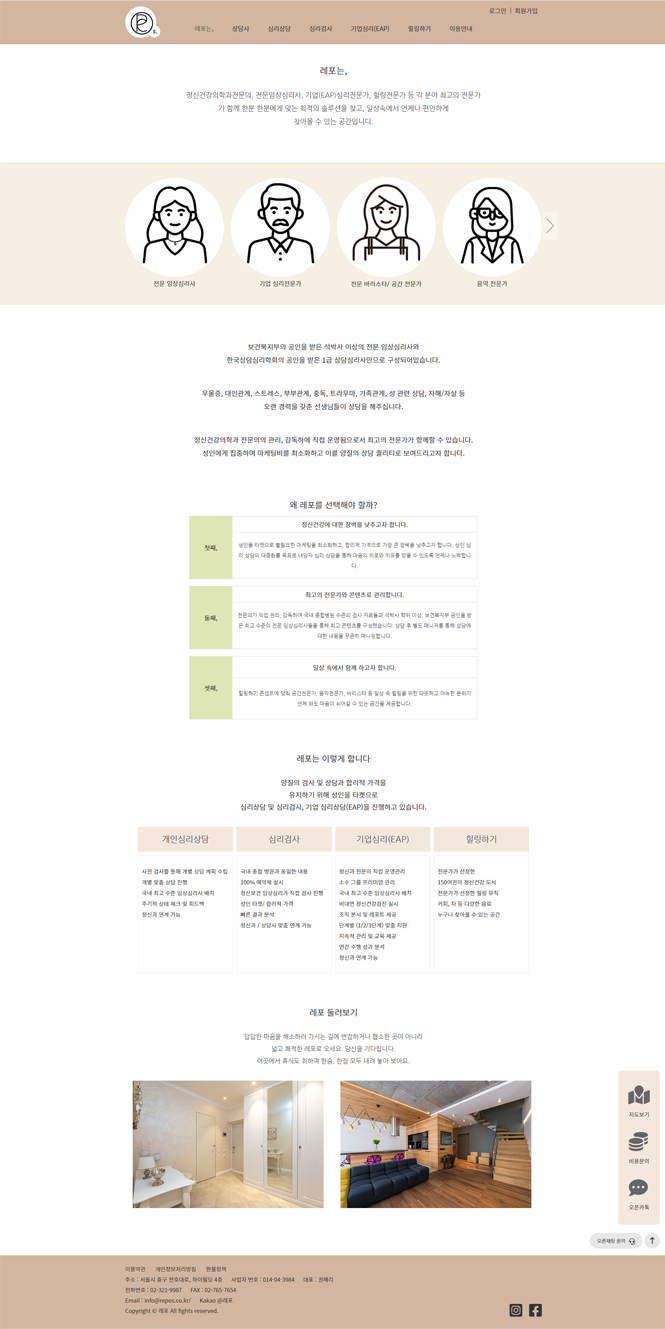 로그인 | 회원가입
레포는, 상담사 심리상담 심리검사 기업심리(EAP) 힐링하기 이용안내
레포는,
정신건강의학과전문의, 전문임상심리사, 기업(EAP)심리전문가, 힐링전문가 등 각 분야 최고의 전문가
가 함께 한분 한분에게 맞는 최적의 솔루션을 찾고, 일상속에서 언제나 편안하게
찾아올 수 있는 공간입니다.
전문 임상심리사
기업 심리전문가
전문 바리스타/ 공간 전문가
음악 전문가
보건복지부의 공인을 받은 석박사 이상의 전문 임상심리사와
한국상담심리학회의 공인을 받은 1급 상담심리사만으로 구성되어있습니다.
우울증, 대인관계, 스트레스, 부부관계, 중독, 트라우마, 가족관계, 성 관련 상담, 자해/자살 등
오랜 경력을 갖춘 선생님들이 상담을 해주십니다.
정신건강의학과 전문의의 관리, 감독하에 직접 운영됨으로서 최고의 전문가가 함께할 수 있습니다.
성인에게 집중하며 마케팅비를 최소화하고 이를 양질의 상담 퀄리티로 보여드리고자 합니다.
왜 레포를 선택해야 할까?
정신건강에 대한 장벽을 낮추고자 합니다.
첫째,
성인을 타켓으로 불필요한 마케팅을 최소화하고, 합리적 가격으로 가장 큰 장벽을 낮추고자 합니다. 성인 심
리 상담의 대중화를 목표로 내담자 심리 상담을 통해 마음의 위로와 치유를 얻을 수 있도록 언제나 노력합니
다.
최고의 전문가와 콘텐츠로 관리합니다.
둘째,
전문의가 직접 관리, 감독하여 국내 종합병원 수준의 검사 자료들과 석박사 학위 이상, 보건복지부 공인을 받
은 최고 수준의 전문 임상심리사들을 통해 최고 콘텐츠를 구성했습니다. 상담 후 별도 매니저를 통해 상담에
대한 내용을 꾸준히 매니징합니다.
일상 속에서 함께 하고자 합니다.
셋째,
힐링하기 콘셉트에 맞춰 공간전문가, 음악전문가, 바리스타 등 일상 속 힐링을 위한 따뜻하고 아늑한 분위기
언제 와도 마음이 쉬어갈 수 있는 공간을 제공합니다.
레포는 이렇게 합니다
양질의 검사 및 상담과 합리적 가격을
유지하기 위해 성인을 타켓으로
심리상담 및 심리검사, 기업 심리상담(EAP)을 진행하고 있습니다.
개인심리상담
사전 검사를 통해 개별 상담 계획 수립
개별 맞춤 상담 진행
국내 최고 수준 임상심리사 배치
주기적 상태 체크 및 피드백
정신과 연계 가능
심리검사
국내 종합 병원과 동일한 내용
100% 예약제 실시
정신보건 임상심리가 직접 검사 진행
성인 타켓/ 합리적 가격
빠른 결과 분석
정신과 / 상담사 맞춤 연계 가능
기업심리(EAP)
정신과 전문의 직접 운영관리
소수 그룹 프리미엄 관리
국내 최고 수준 임상심리사 배치
비대면 정신건강검진 실시
조직 분석 및 레포트 제공
단계별 (1/2/3단계) 맞춤 지원
지속적 관리 및 교육 제공
연간 수행 성과 분석
정신과 연계 가능
힐링하기
전문가가 선정한
150여권의 정신건강 도서
전문가가 선정한 힐링 뮤직
커피, 차 등 다양한 음료
누구나 찾아올 수 있는 공간
레포 둘러보기
답답한 마음을 해소하러 가시는 길에 번잡하거나 협소한 곳이 아니라
넓고 쾌적한 레포로 오세요. 당신을 기다립니다.
이곳에서 휴식도 취하며 한숨, 한짐 모두 내려 놓아 보아요.
지도보기
비용문의
오픈카톡
오픈채팅 문의
이용약관 개인정보처리방침 환불정책
주소 : 서울시 중구 찬호대로, 하이빌딩 4층 사업자 번호 : 014-04-3984 대표 : 권혜리
전화번호 : 02-321-9987 FAX : 02-765-7654
Email : info@repos.co.kr/ Kakao @레포
Copyright © 레포 All fights reserved.